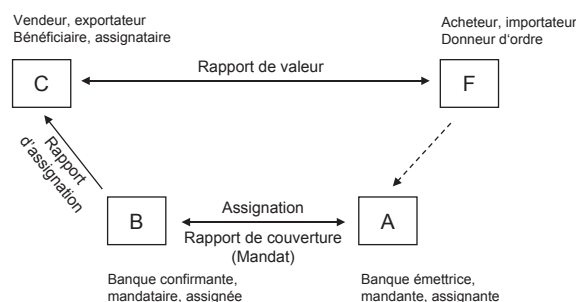 Vendeur, exportateur
Bénéficiaire, assignataire
Acheteur, importateur
Donneur d'ordre
C
Rapport de valeur
F
Rapport
d'assignation
B
Assignation
Rapport de couverture
(Mandat)
A
Banque confirmante,
mandataire, assignée
Banque émettrice,
mandante, assignante